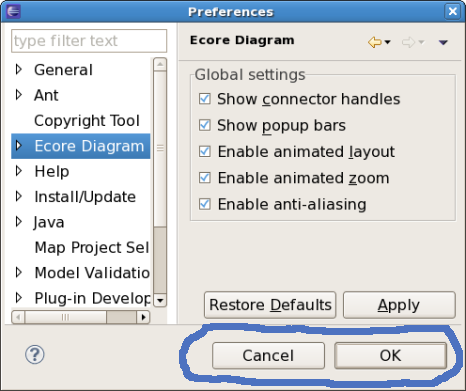 Preferences
type filter text
General
Ant
Copyright Tool
Ecore Diagram
Help
Install/Update
Java
Map Project Sel
Model Validatio
Plug-in Develop
Ecore Diagram
Global settings
Show connector handles
Show popup bars
Enable animated layout
Enable animated zoom
Enable anti-aliasing
Restore Defaults
Apply
?
Cancel
OK